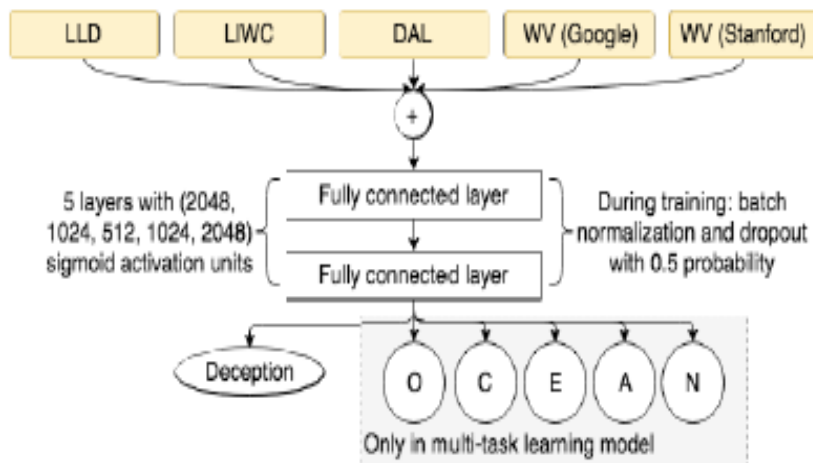 LLD
LIWC
DAL
WV (Google)
WV (Stanford)
+
Fully connected layer
5 layers with (2048,
1024, 512, 1024, 2048)
sigmoid activation units
During training: batch
normalization and dropout
with 0.5 probability
Fully connected layer
Deception
O
C
E
A
N
Only in multi-task learning model